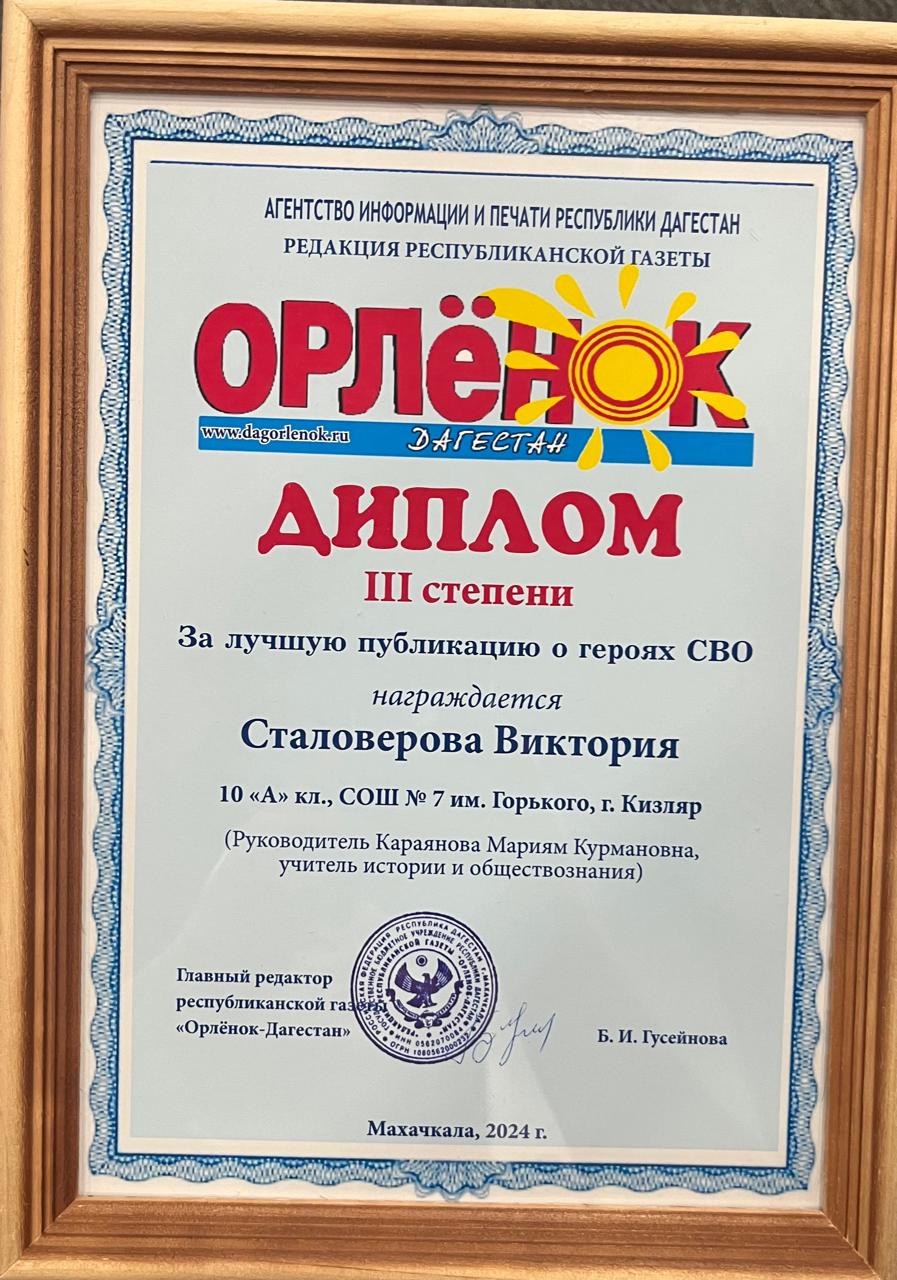 АГЕНТСТВО ИНФОРМАЦИИ И ПЕЧАТИ РЕСПУБЛИКИ ДАГЕСТАН
РЕДАКЦИЯ РЕСПУБЛИКАНСКОЙ ГАЗЕТЫ
ОРЛёНОК
www.dagorlenok.ru ДАГЕСТАН
ДИПЛОМ
III степени
За лучшую публикацию о героях СВО
награждается
Сталоверова Виктория
10 «А» кл., СОШ № 7 им. Горького, г. Кизляр
(Руководитель Караянова Мариям Курмановна,
учитель истории и обществознания)
Главный редактор
республиканской газеты
«Орлёнок-Дагестан»
Б. И. Гусейнова
Махачкала, 2024 г.